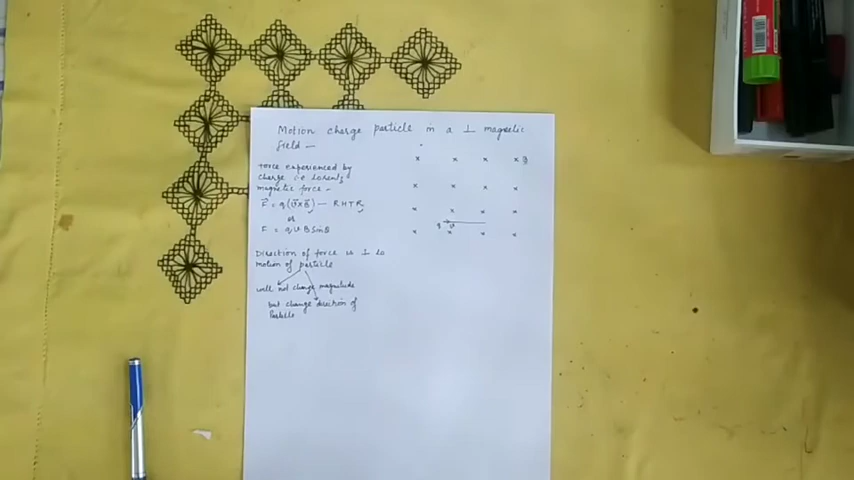 Motion charge particle in a ⊥ magnetic
field —
force experienced by
charge i.e Lorentz
magnetic force -
F⃗ = q(v⃗×B⃗) — RHTR
or
F = qvBSinθ
Direction of force is ⊥ to
motion of particle
will not change magnitude
but change direction of
Particle
x x x x B
x x x x
x x x x
q v
x x x x